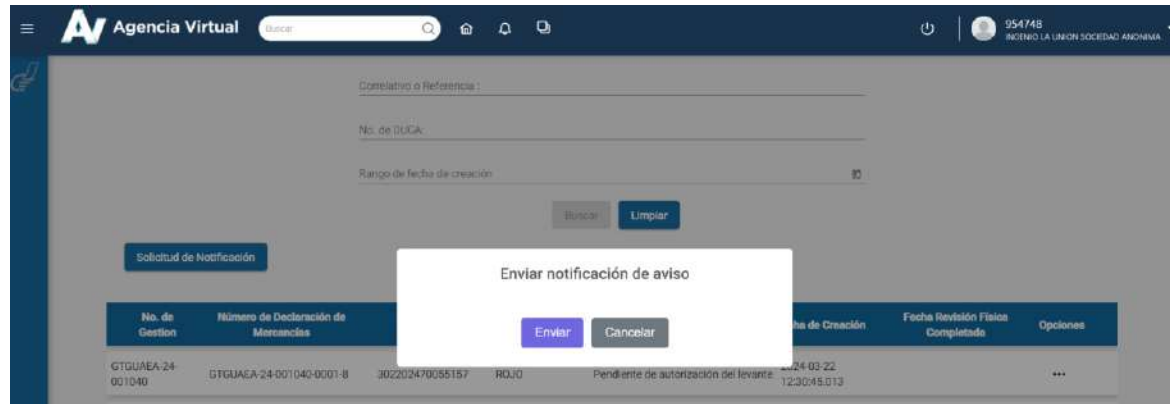 Agencia Virtual
Buscar
954748
INGENIO LA UNION SOCIEDAD ANONIMA
Correlativo o Referencia :
No. de DUCA:
Rango de fecha de creación
Buscar
Limpiar
Solicitud de Notificación
Enviar notificación de aviso
Enviar
Cancelar
No. de
Gestion
Número de Declaración de
Mercancías
de Creación
Fecha Revisión Física
Completada
Opciones
GTGUAEA-24-
001040
GTGUAEA-24-001040-0001-8
302202470055157
ROJO
Pendiente de autorización del levante
2024-03-22
12:30:45.013